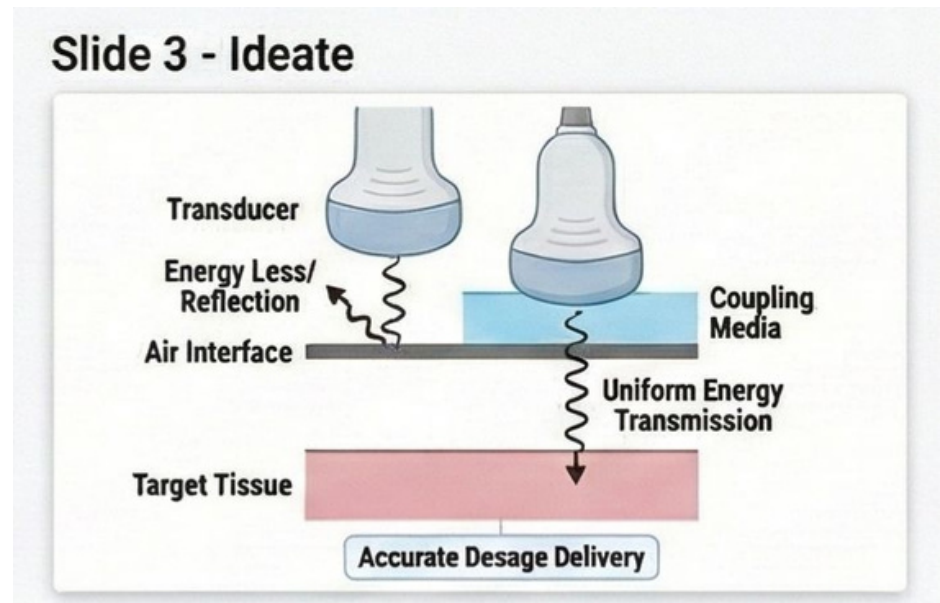 Slide 3 - Ideate
Transducer
Energy Less/
Reflection
Air Interface
Coupling
Media
Uniform Energy
Transmission
Target Tissue
Accurate Desage Delivery